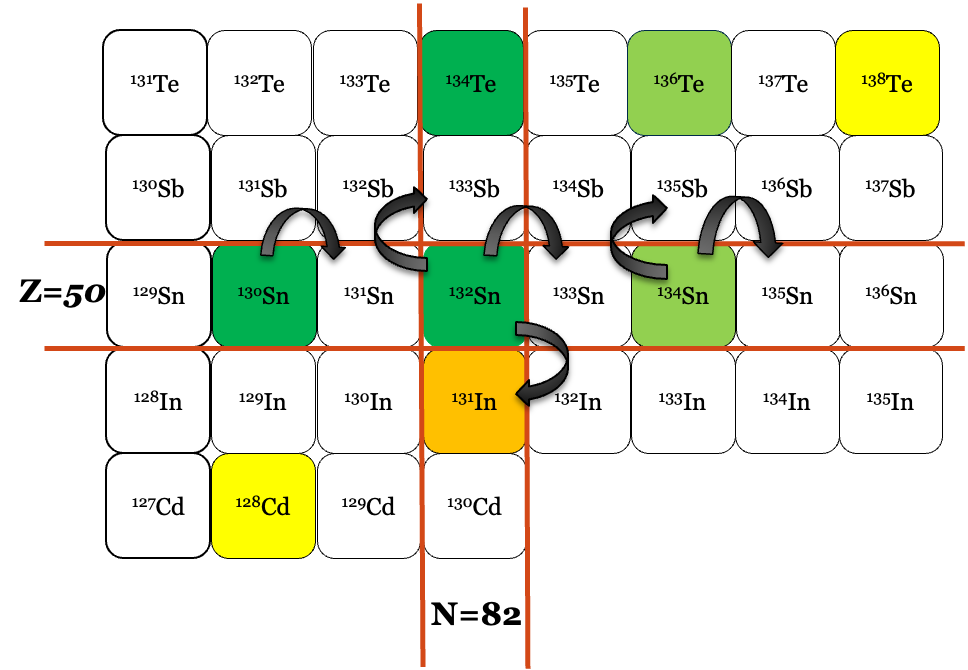 ¹³¹Te ¹³²Te ¹³³Te ¹³⁴Te ¹³⁵Te ¹³⁶Te ¹³⁷Te ¹³⁸Te
¹³⁰Sb ¹³¹Sb ¹³²Sb ¹³³Sb ¹³⁴Sb ¹³⁵Sb ¹³⁶Sb ¹³⁷Sb
Z=50 ¹²⁹Sn ¹³⁰Sn ¹³¹Sn ¹³²Sn ¹³³Sn ¹³⁴Sn ¹³⁵Sn ¹³⁶Sn
¹²⁸In ¹²⁹In ¹³⁰In ¹³¹In ¹³²In ¹³³In ¹³⁴In ¹³⁵In
¹²⁷Cd ¹²⁸Cd ¹²⁹Cd ¹³⁰Cd
N=82